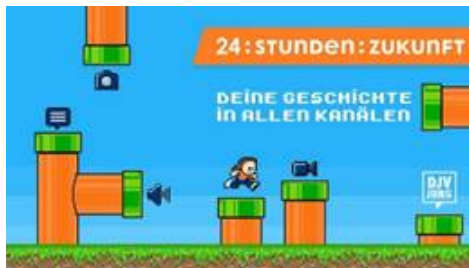 24:STUNDEN:ZUKUNFT
DEINE GESCHICHTE
IN ALLEN KANÄLEN
DJV
JUNG